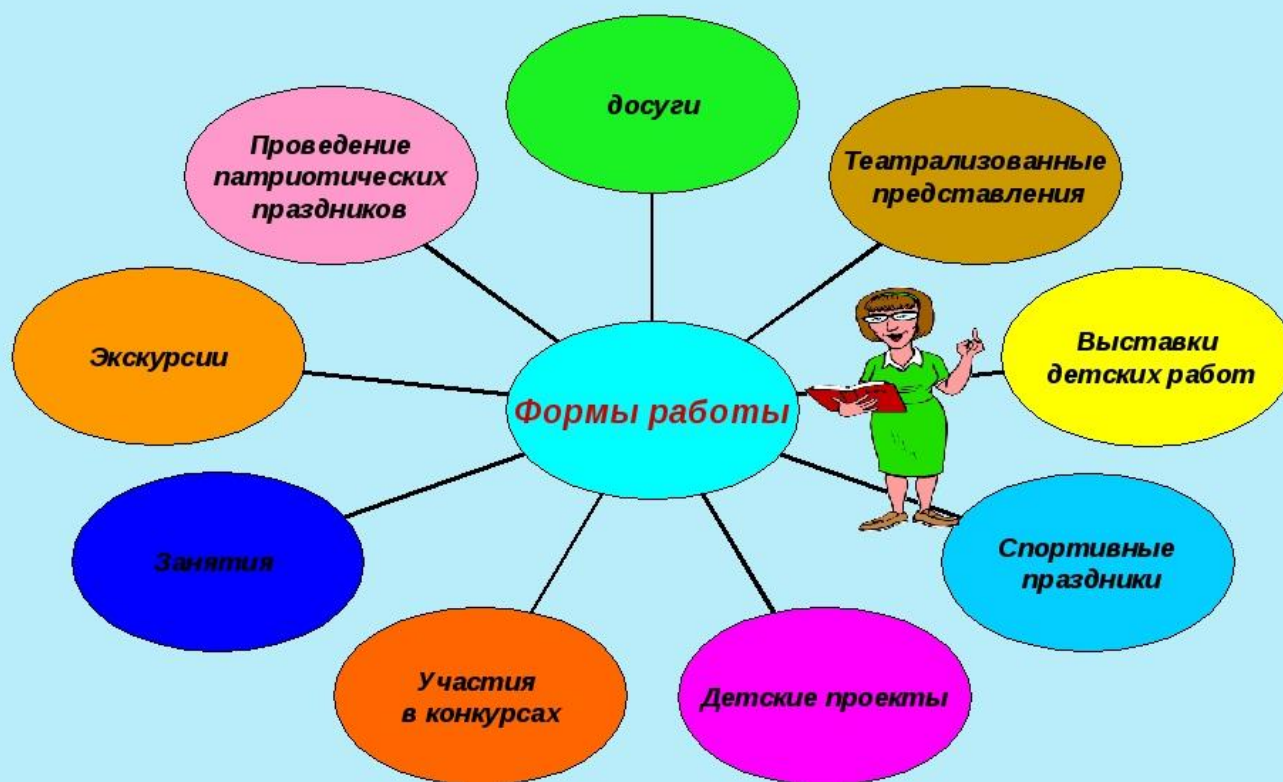 досуги
Проведение
патриотических
праздников
Театрализованные
представления
Экскурсии
Выставки
детских работ
Формы работы
Занятия
Спортивные
праздники
Участия
в конкурсах
Детские проекты